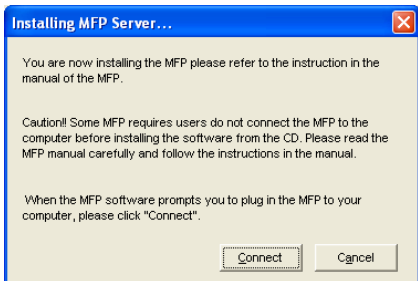 Installing MFP Server...
You are now installing the MFP please refer to the instruction in the
manual of the MFP.
Caution!! Some MFP requires users do not connect the MFP to the
computer before installing the software from the CD. Please read the
MFP manual carefully and follow the instructions in the manual.
When the MFP software prompts you to plug in the MFP to your
computer, please click "Connect".
Connect
Cancel